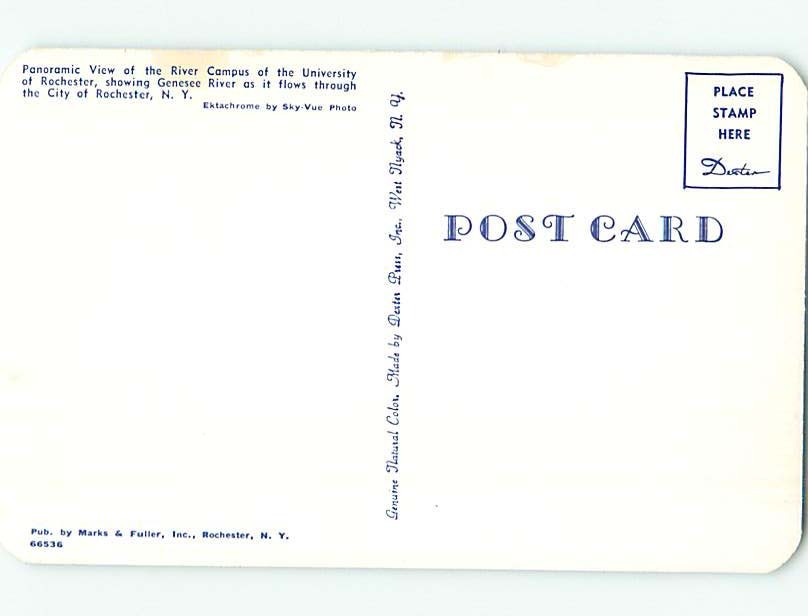 Panoramic View of the River Campus of the University
of Rochester, showing Genesee River as it flows through
the City of Rochester, N. Y.
Ektachrome by Sky-Vue Photo
Pub. by Marks & Fuller, Inc., Rochester, N. Y.
66536
Genuine Natural Color. Made by Dexter Press, Inc., West Nyack, N. Y.
PLACE
STAMP
HERE
Dexter
POST CARD